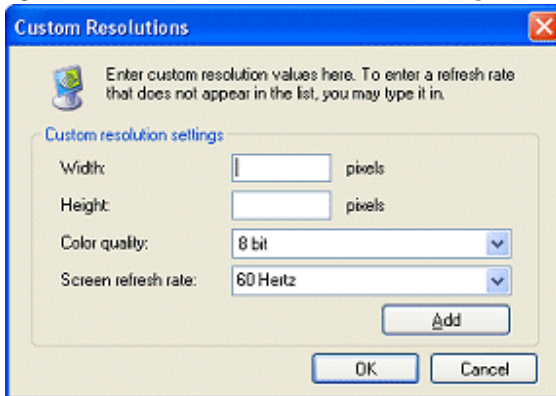 Custom Resolutions
Enter custom resolution values here. To enter a refresh rate
that does not appear in the list, you may type it in.
Custom resolution settings
Width: pixels
Height: pixels
Color quality: 8 bit
Screen refresh rate: 60 Hertz
Add
OK Cancel